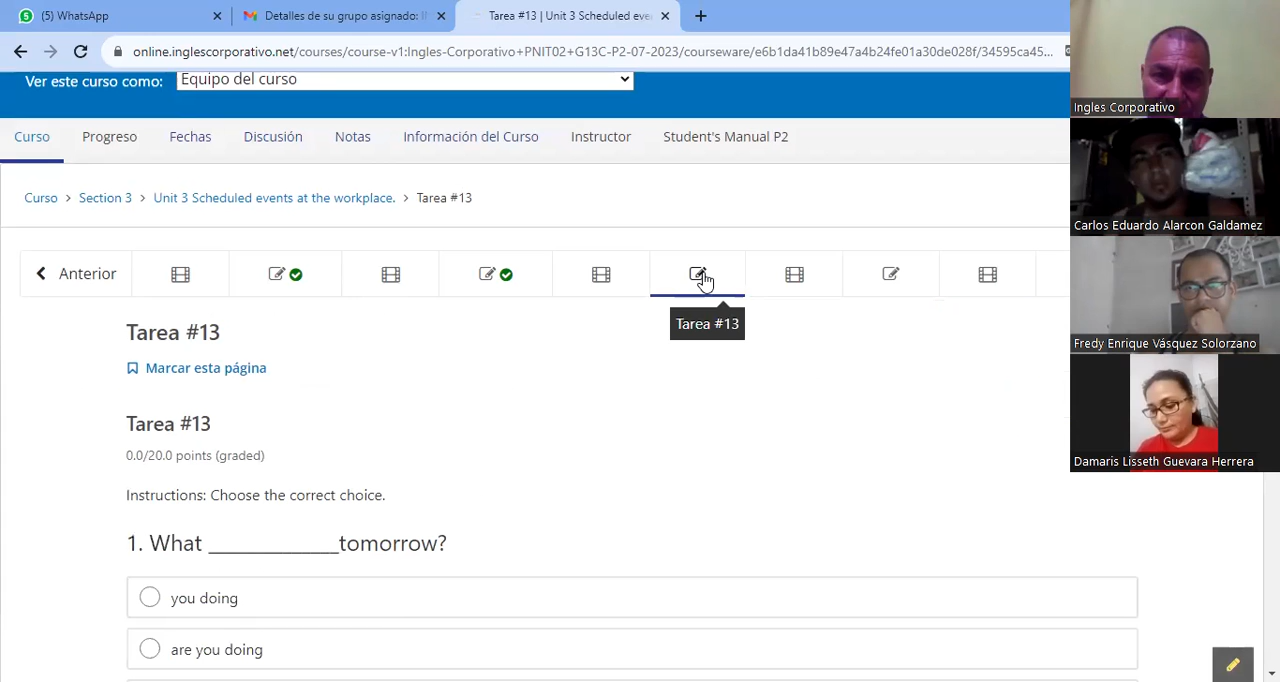 (5) WhatsApp
Detalles de su grupo asignado: I
Tarea #13 | Unit 3 Scheduled eve
online.inglescorporativo.net/courses/course-v1:Ingles-Corporativo+PNIT02+G13C-P2-07-2023/courseware/e6b1da41b89e47a4b24fe01a30de028f/34595ca45...
Ver este curso como: Equipo del curso
Curso Progreso Fechas Discusión Notas Información del Curso Instructor Student's Manual P2
Curso > Section 3 > Unit 3 Scheduled events at the workplace. > Tarea #13
Anterior
Tarea #13
Tarea #13
Marcar esta página
Tarea #13
0.0/20.0 points (graded)
Instructions: Choose the correct choice.
1. What _____________tomorrow?
you doing
are you doing
Ingles Corporativo
Carlos Eduardo Alarcon Galdamez
Fredy Enrique Vásquez Solorzano
Damaris Lisseth Guevara Herrera